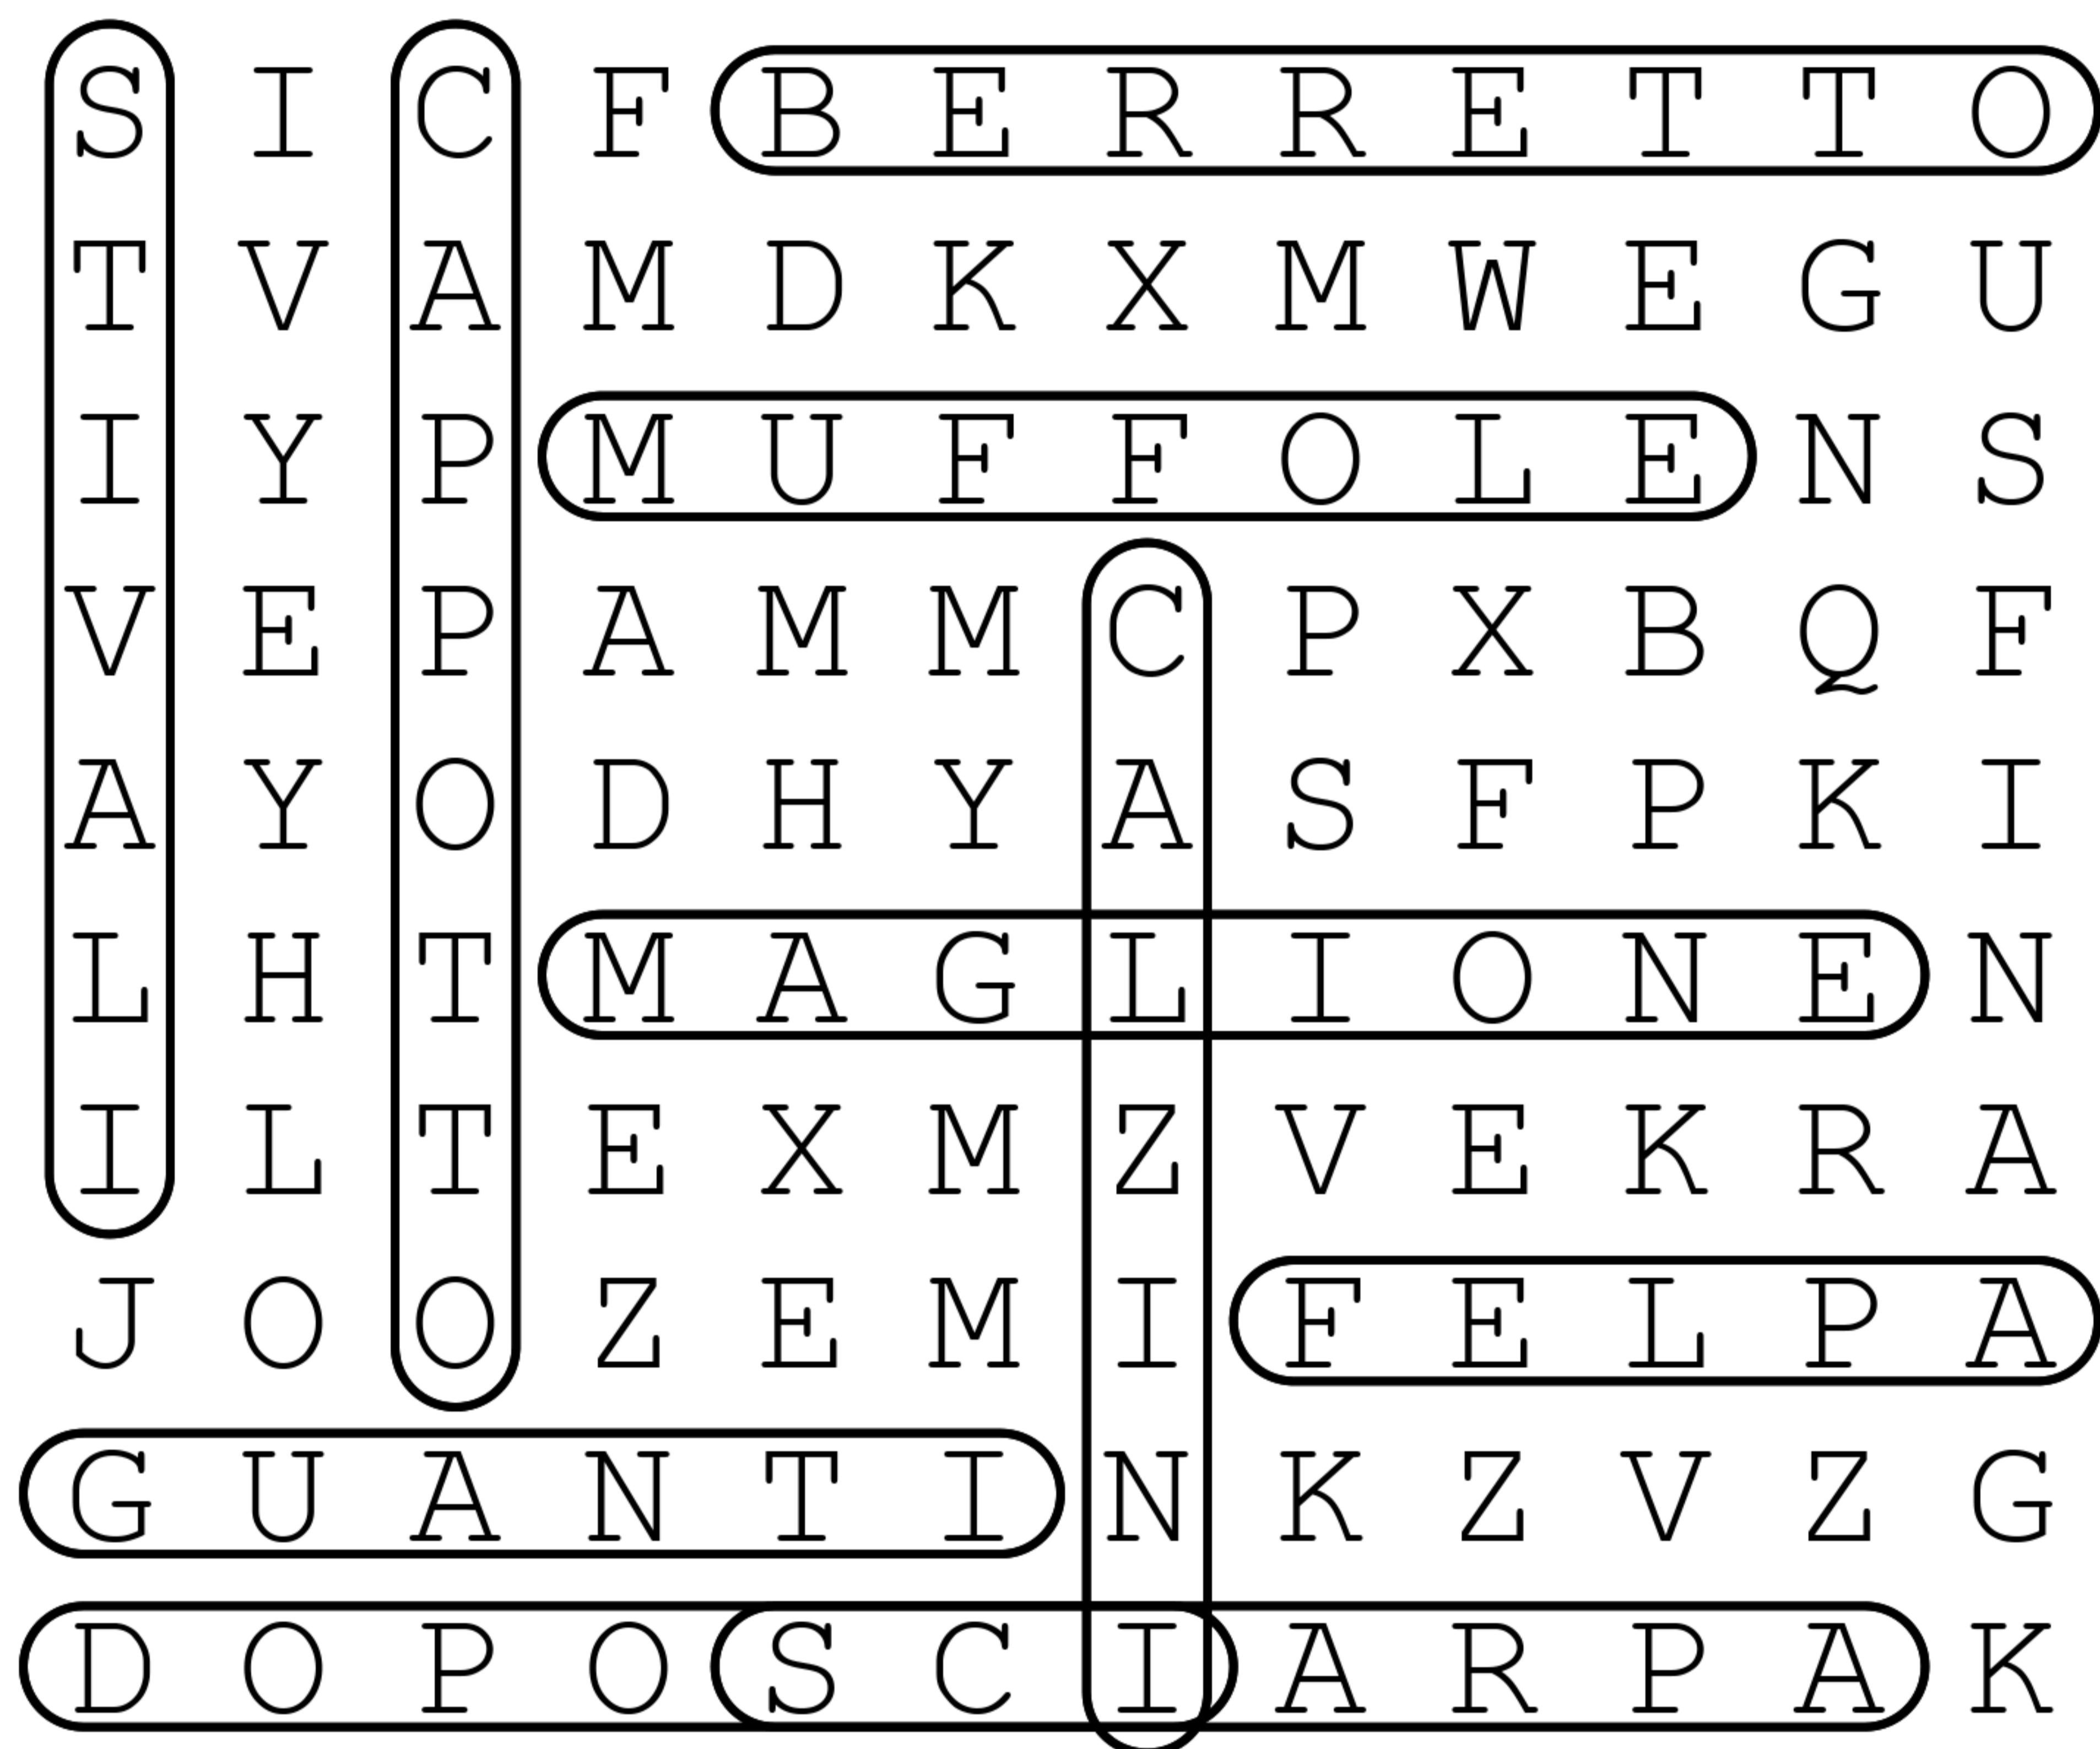 S I C F B E R R E T T O
T V A M D K X M W E G U
I Y P M U F F O L E N S
V E P A M M C P X B Q F
A Y O D H Y A S F P K I
L H T M A G L I O N E N
I L T E X M Z V E K R A
J O O Z E M I F E L P A
G U A N T I N K Z V Z G
D O P O S C I A R P A K